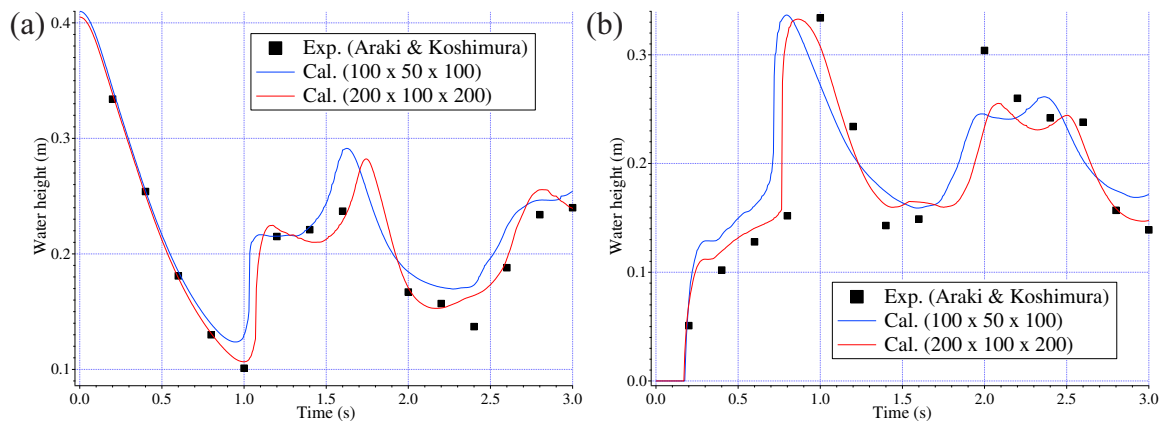 (a)
0.4
0.3
0.2
0.1
Water height (m)
Exp. (Araki & Koshimura)
Cal. (100 x 50 x 100)
Cal. (200 x 100 x 200)
0.0
0.5
1.0
1.5
2.0
2.5
3.0
Time (s)
(b)
0.3
0.2
0.1
0.0
Water height (m)
Exp. (Araki & Koshimura)
Cal. (100 x 50 x 100)
Cal. (200 x 100 x 200)
0.0
0.5
1.0
1.5
2.0
2.5
3.0
Time (s)